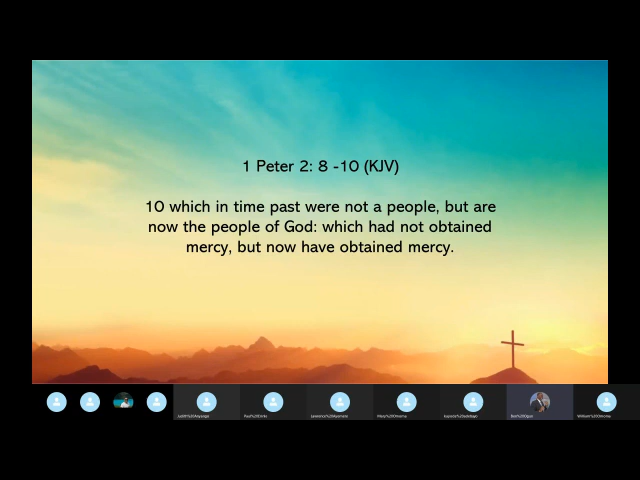 1 Peter 2: 8 -10 (KJV)
10 which in time past were not a people, but are
now the people of God: which had not obtained
mercy, but now have obtained mercy.